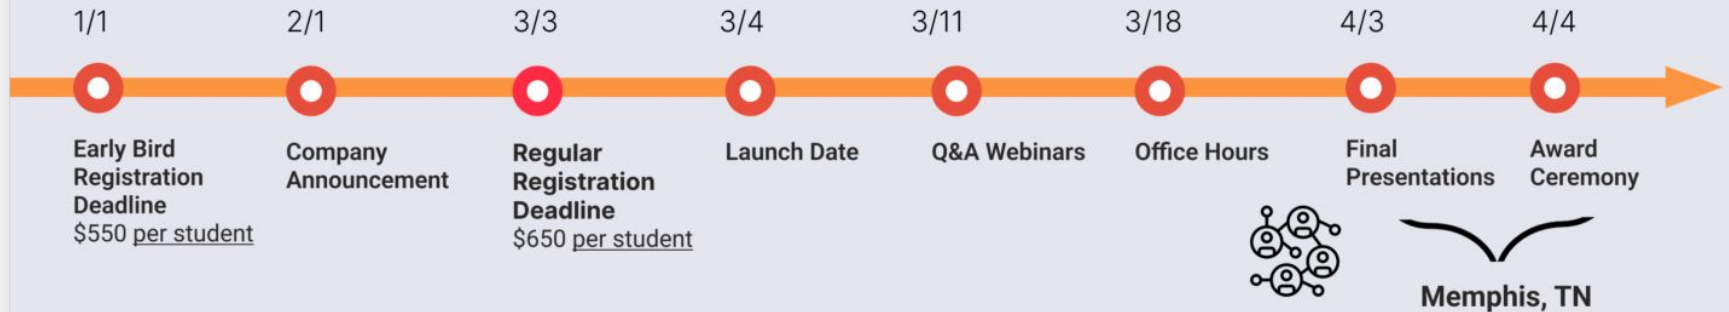 1/1
2/1
3/3
3/4
3/11
3/18
4/3
4/4
Early Bird
Registration
Deadline
$550 per student
Company
Announcement
Regular
Registration
Deadline
$650 per student
Launch Date
Q&A Webinars
Office Hours
Final
Presentations
Award
Ceremony
Memphis, TN